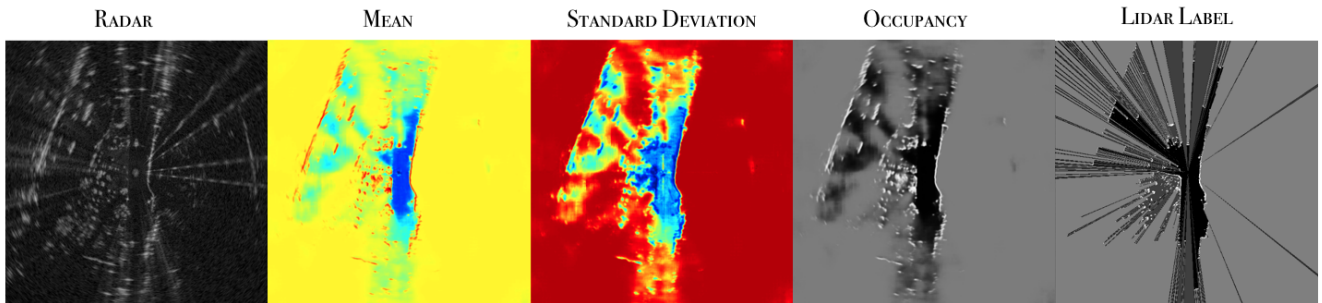 RADAR
MEAN
STANDARD DEVIATION
OCCUPANCY
LIDAR LABEL